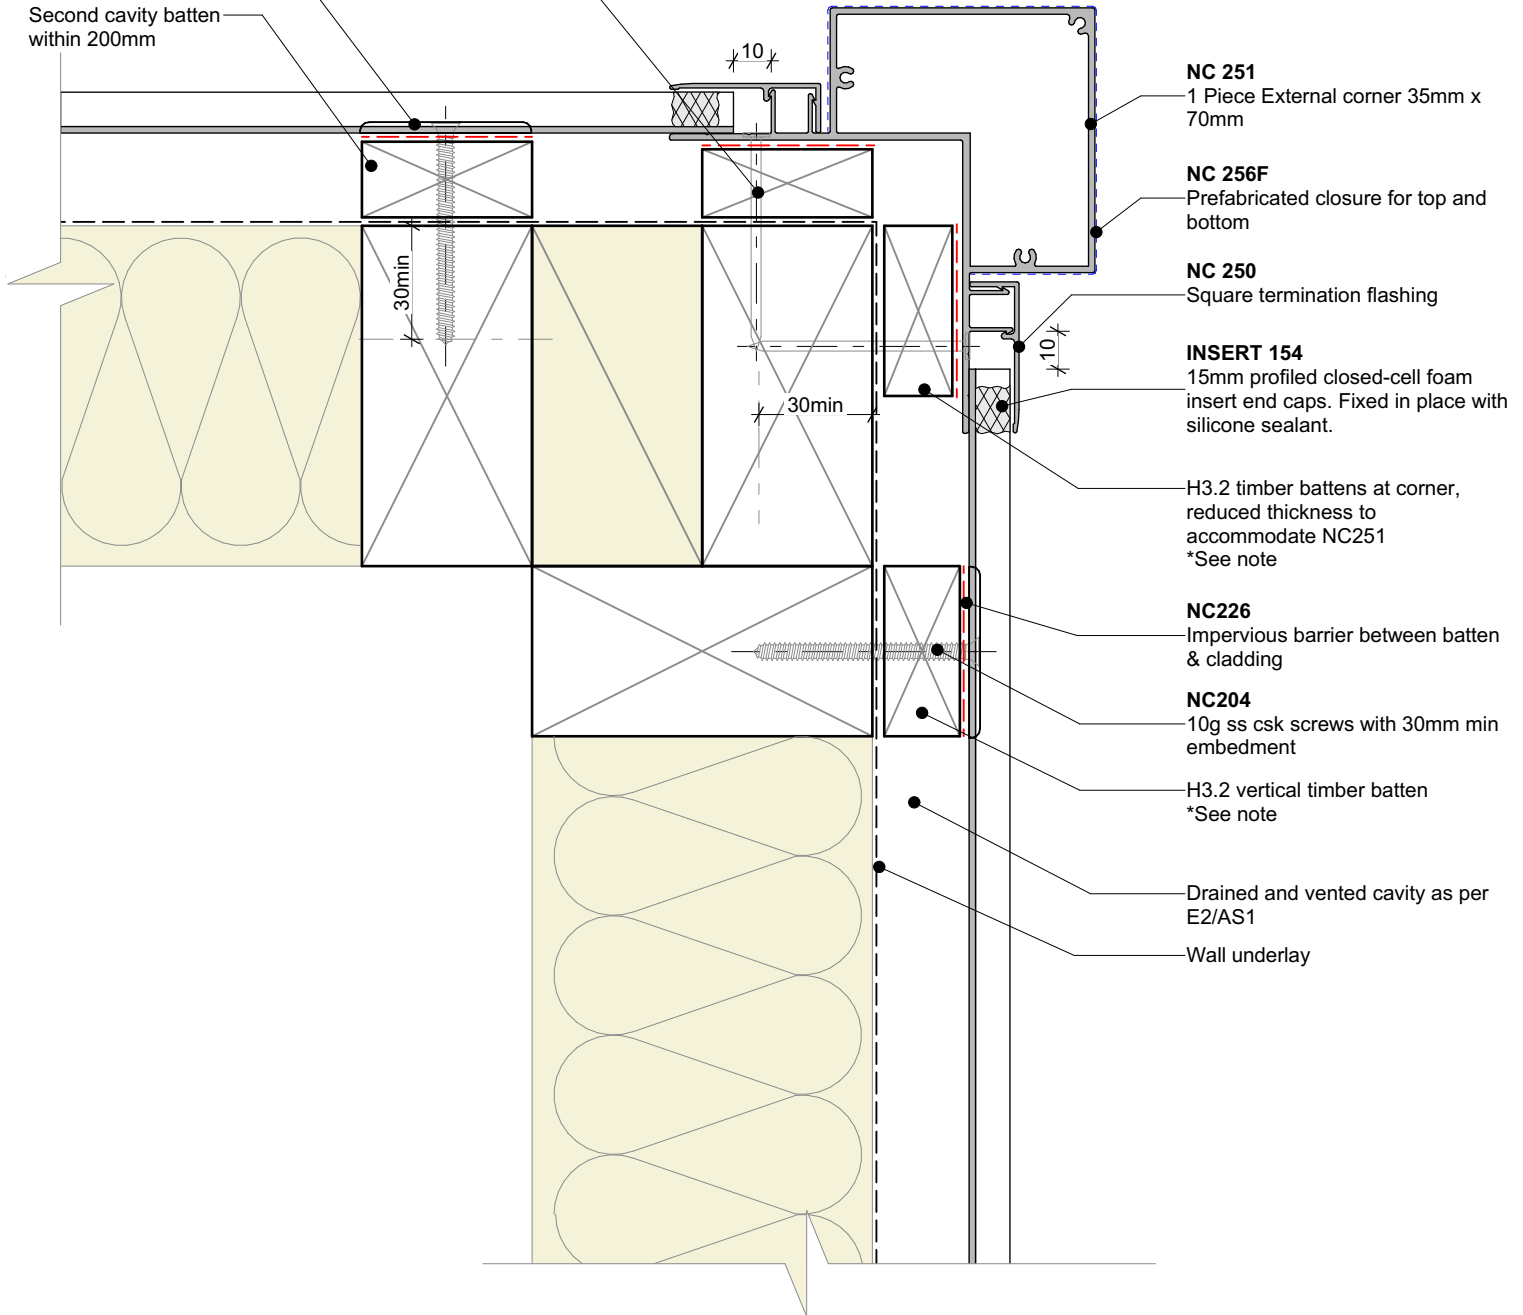 Second cavity batten
within 200mm
10
NC 251
1 Piece External corner 35mm x
70mm
NC 256F
Prefabricated closure for top and
bottom
NC 250
Square termination flashing
30min
10
INSERT 154
15mm profiled closed-cell foam
insert end caps. Fixed in place with
silicone sealant.
30min
H3.2 timber battens at corner,
reduced thickness to
accommodate NC251
*See note
NC226
Impervious barrier between batten
& cladding
NC204
10g ss csk screws with 30mm min
embedment
H3.2 vertical timber batten
*See note
Drained and vented cavity as per
E2/AS1
Wall underlay